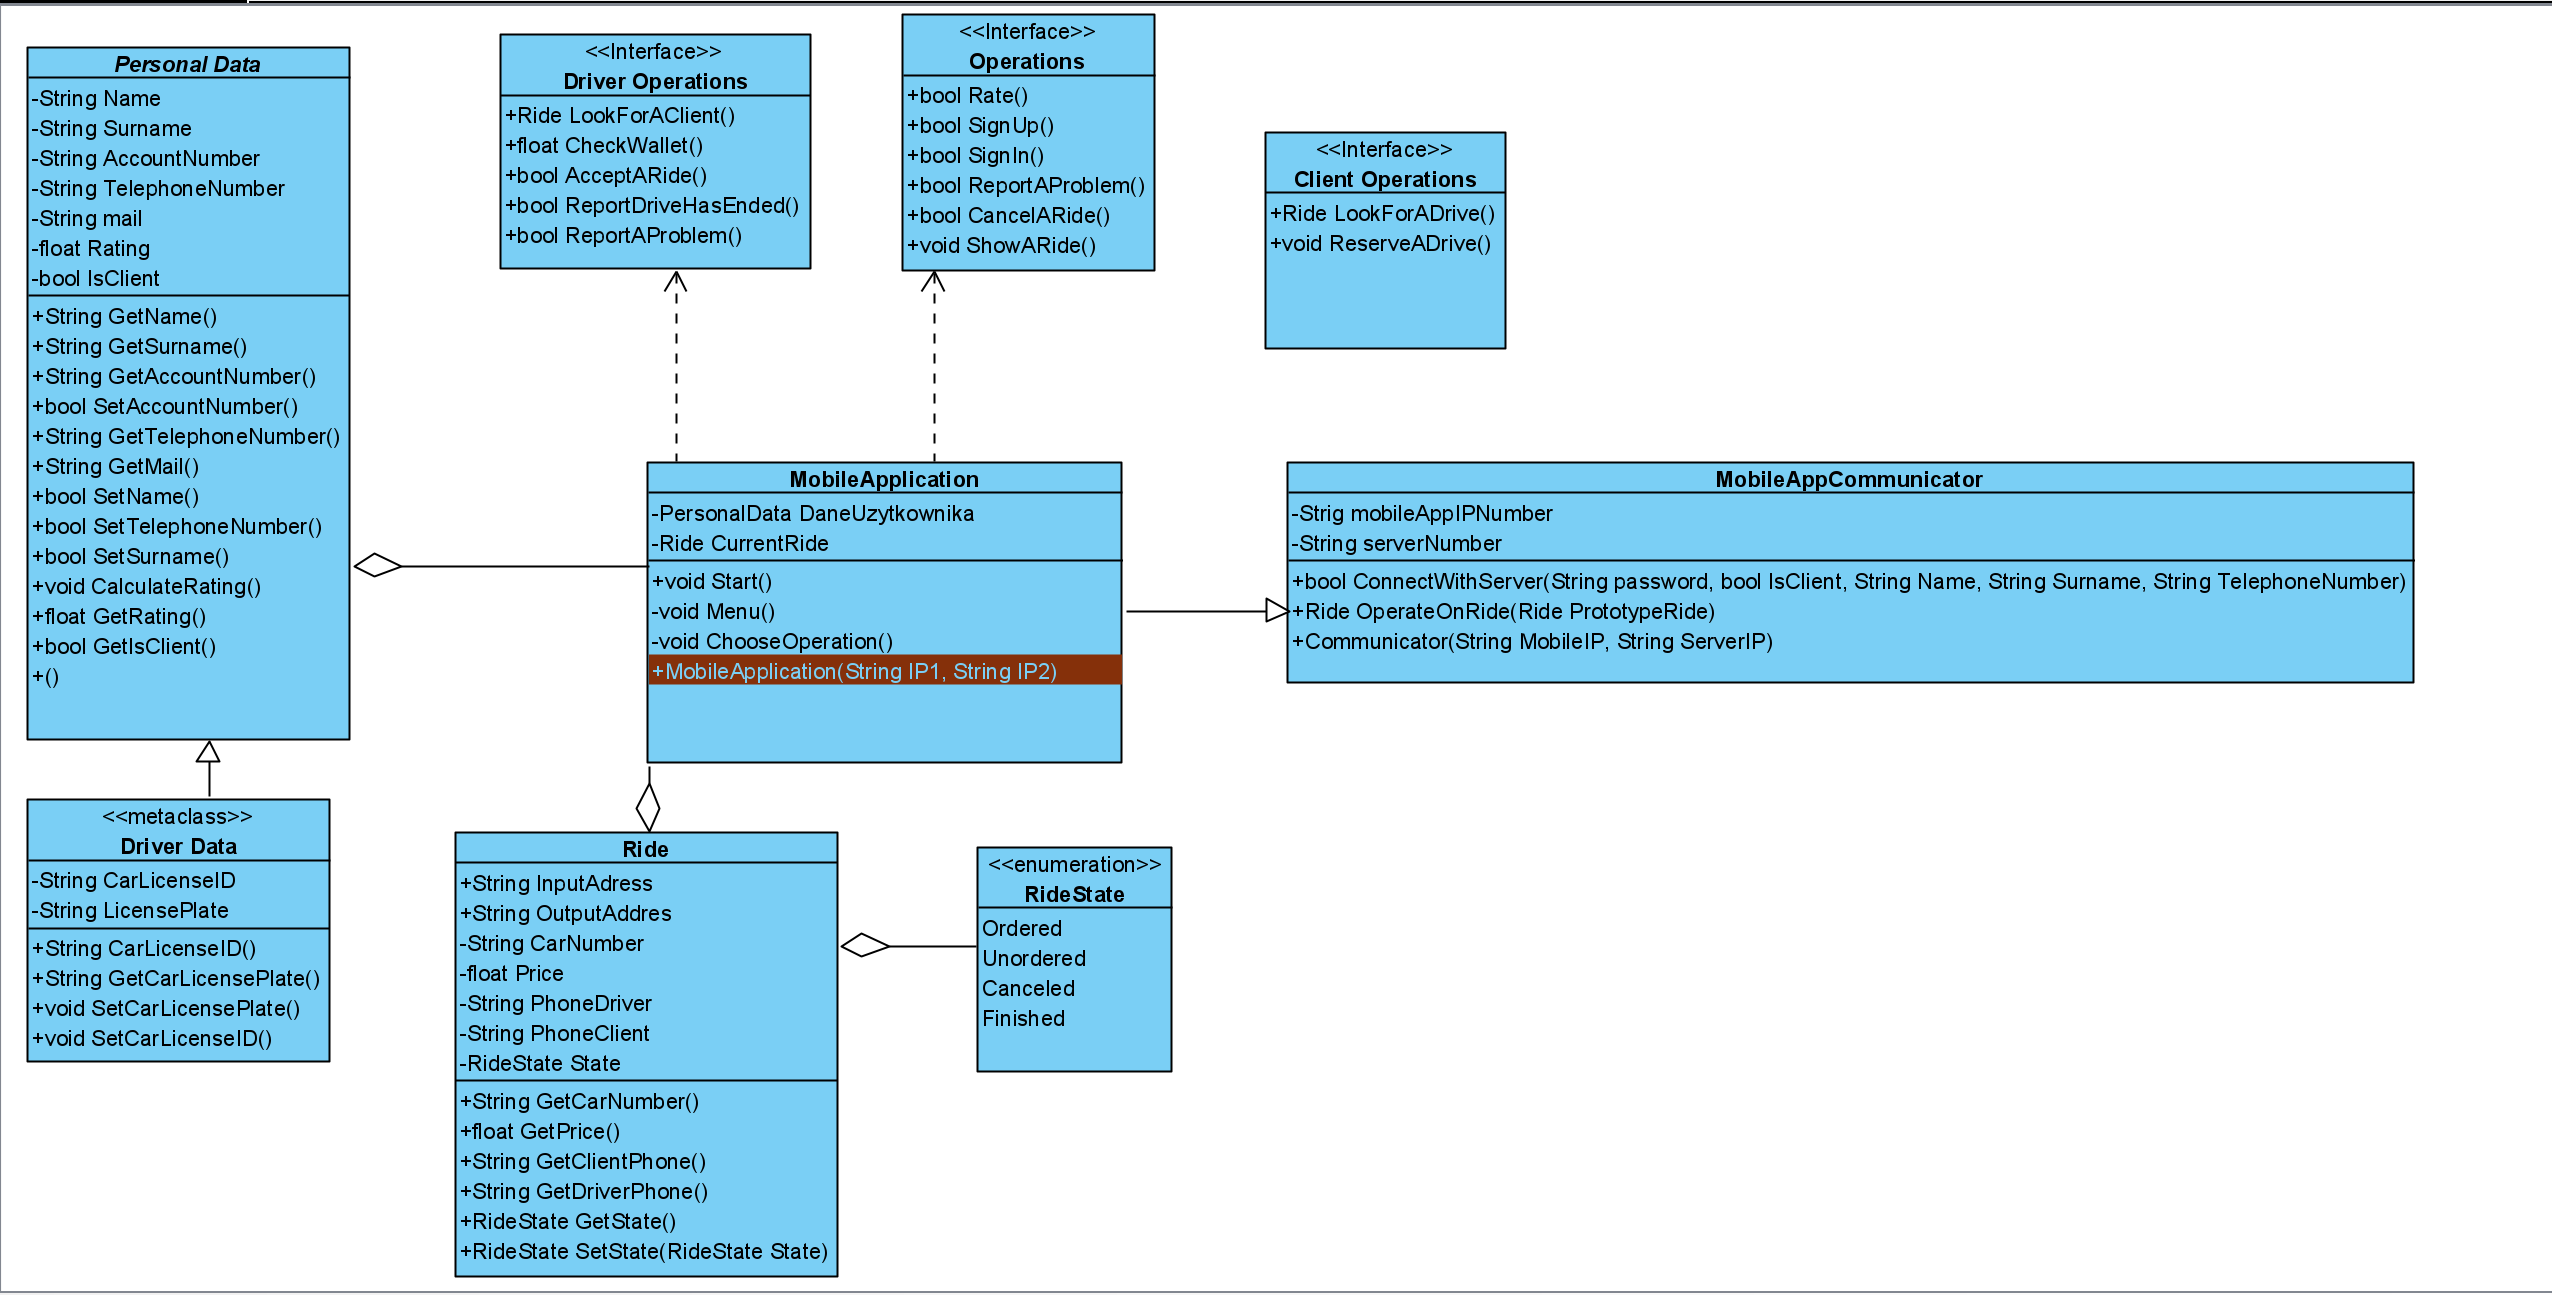 Personal Data
-String Name
-String Surname
-String AccountNumber
-String TelephoneNumber
-String mail
-float Rating
-bool IsClient
+String GetName()
+String GetSurname()
+String GetAccountNumber()
+bool SetAccountNumber()
+String GetTelephoneNumber()
+String GetMail()
+bool SetName()
+bool SetTelephoneNumber()
+bool SetSurname()
+void CalculateRating()
+float GetRating()
+bool GetIsClient()
+()
<<Interface>>
Driver Operations
+Ride LookForAClient()
+float CheckWallet()
+bool AcceptARide()
+bool ReportDriveHasEnded()
+bool ReportAProblem()
<<Interface>>
Operations
+bool Rate()
+bool SignUp()
+bool SignIn()
+bool ReportAProblem()
+bool CancelARide()
+void ShowARide()
<<Interface>>
Client Operations
+Ride LookForADrive()
+void ReserveADrive()
MobileApplication
-PersonalData DaneUzytkownika
-Ride CurrentRide
+void Start()
-void Menu()
-void ChooseOperation()
+MobileApplication(String IP1, String IP2)
MobileAppCommunicator
-Strig mobileAppIPNumber
-String serverNumber
+bool ConnectWithServer(String password, bool IsClient, String Name, String Surname, String TelephoneNumber)
+Ride OperateOnRide(Ride PrototypeRide)
+Communicator(String MobileIP, String ServerIP)
<<metaclass>>
Driver Data
-String CarLicenseID
-String LicensePlate
+String CarLicenseID()
+String GetCarLicensePlate()
+void SetCarLicensePlate()
+void SetCarLicenseID()
Ride
+String InputAdress
+String OutputAddres
-String CarNumber
-float Price
-String PhoneDriver
-String PhoneClient
-RideState State
+String GetCarNumber()
+float GetPrice()
+String GetClientPhone()
+String GetDriverPhone()
+RideState GetState()
+RideState SetState(RideState State)
<<enumeration>>
RideState
Ordered
Unordered
Canceled
Finished